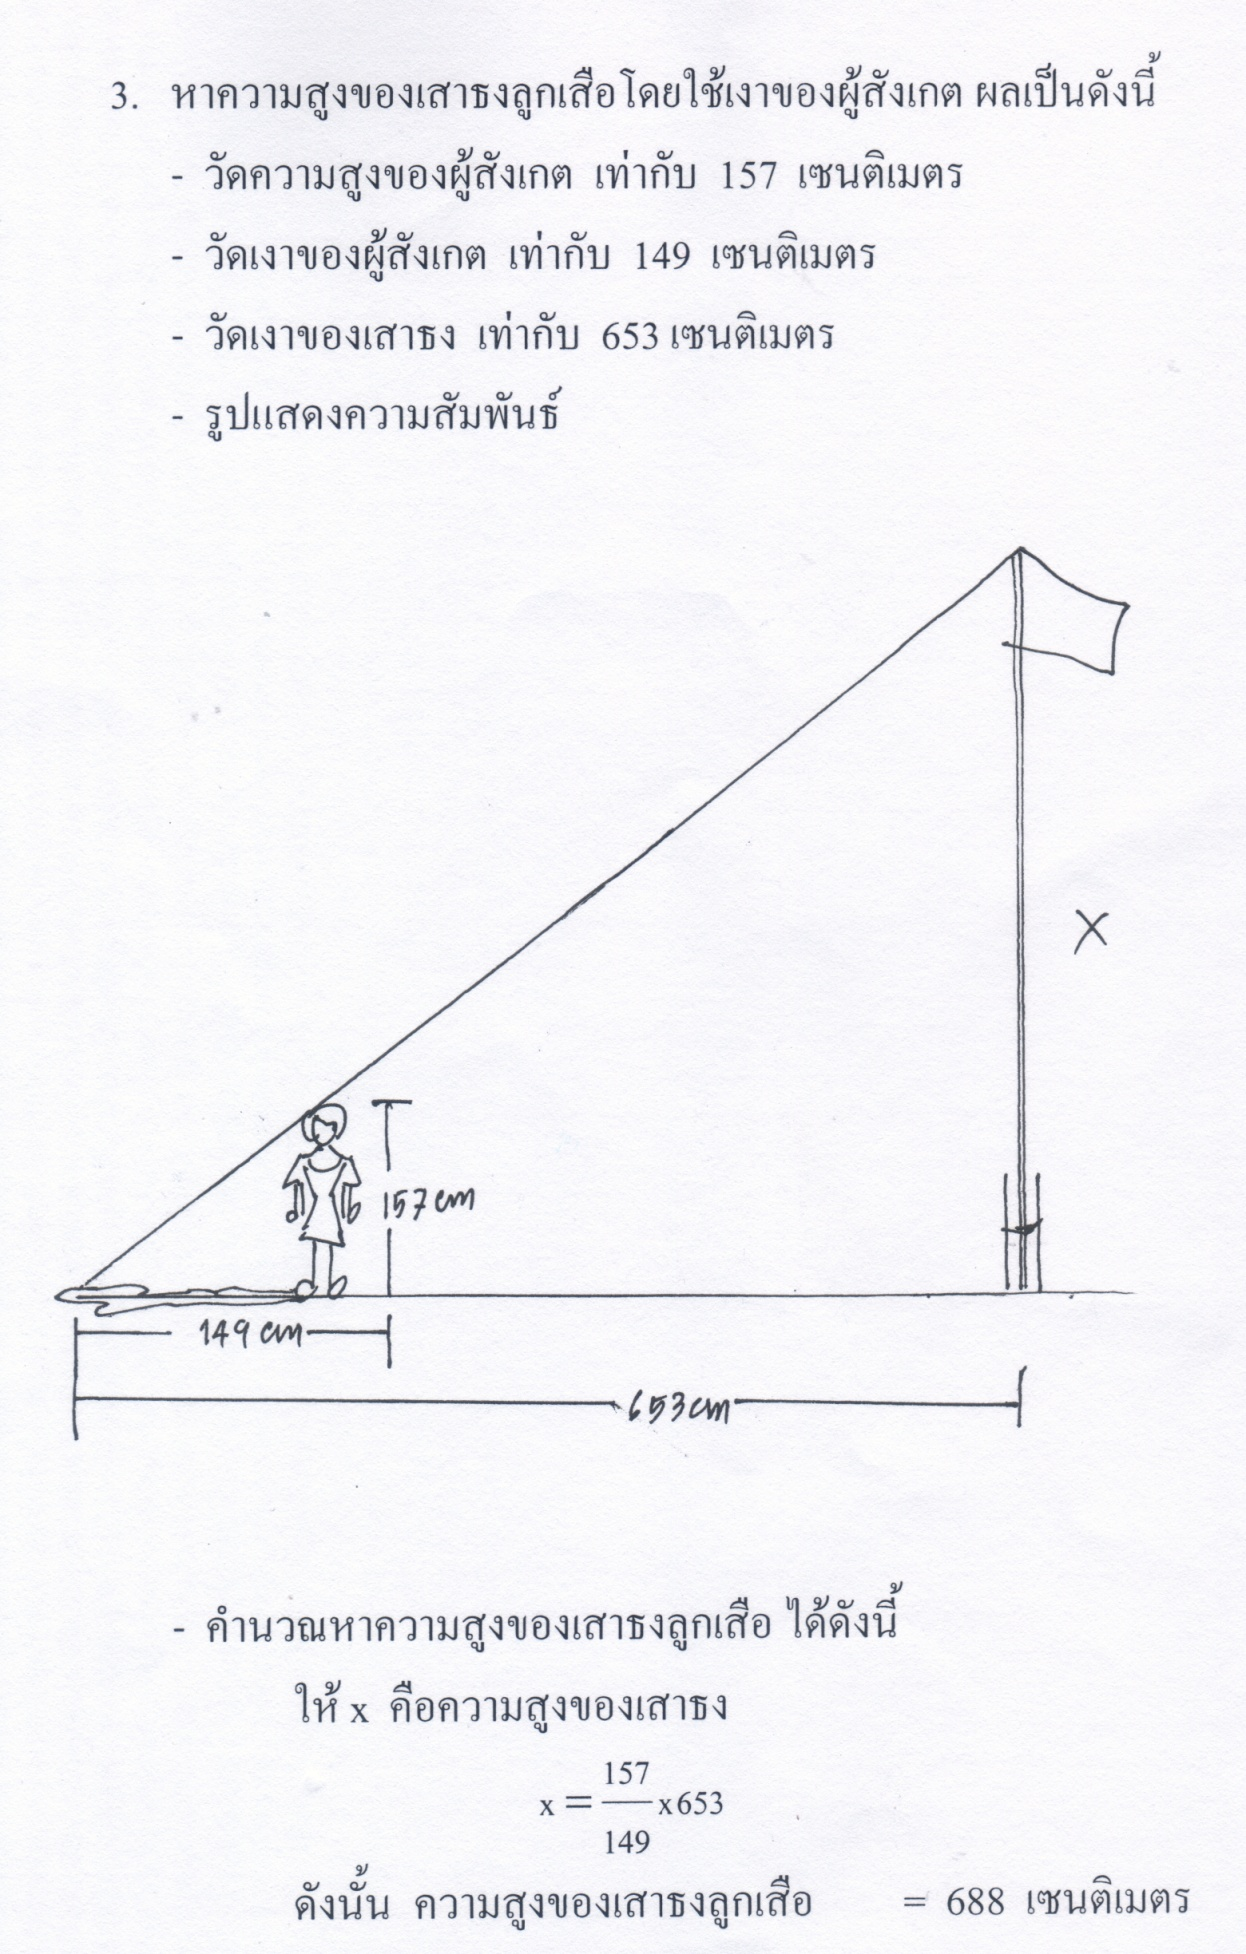 3. หาความสูงของเสาธงลูกเสือโดยใช้เงาของผู้สังเกต ผลเป็นดังนี้
- วัดความสูงของผู้สังเกต เท่ากับ 157 เซนติเมตร
- วัดเงาของผู้สังเกต เท่ากับ 149 เซนติเมตร
- วัดเงาของเสาธง เท่ากับ 653 เซนติเมตร
- รูปแสดงความสัมพันธ์
X
157 cm
149 cm
653 cm
- คำนวณหาความสูงของเสาธงลูกเสือ ได้ดังนี้
ให้ x คือความสูงของเสาธง
157
x = x 653
149
ดังนั้น ความสูงของเสาธงลูกเสือ = 688 เซนติเมตร